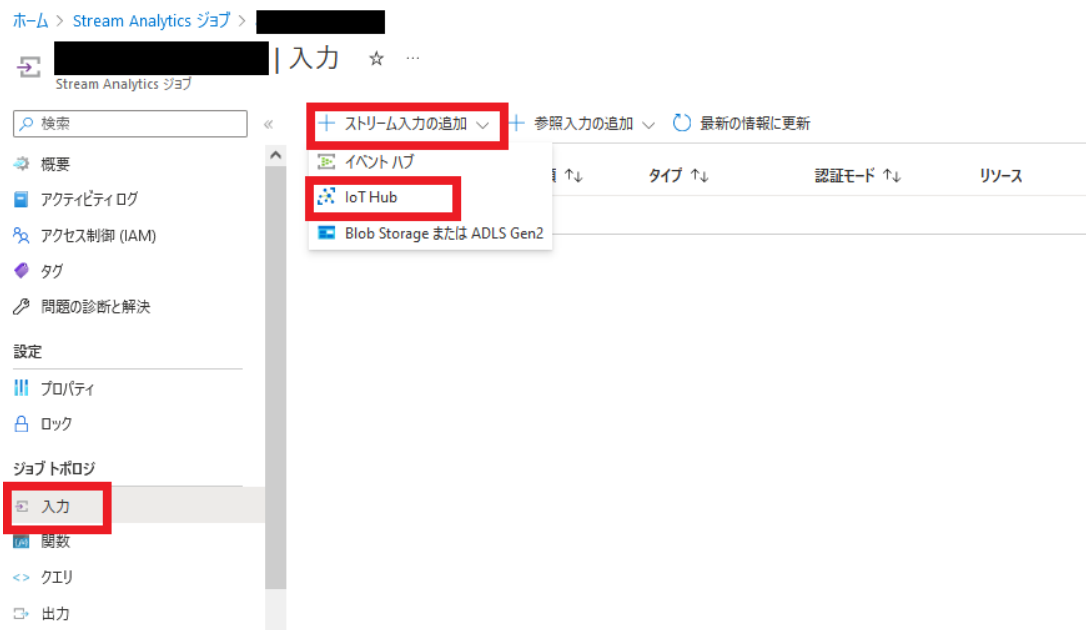 ホーム > Stream Analytics ジョブ >
| 入力 ☆ …
Stream Analytics ジョブ
検索 «
概要
アクティビティ ログ
アクセス制御 (IAM)
タグ
問題の診断と解決
設定
プロパティ
ロック
ジョブ トポロジ
入力
関数
クエリ
出力
+ ストリーム入力の追加 + 参照入力の追加 最新の情報に更新
イベント ハブ
IoT Hub
Blob Storage または ADLS Gen2
↑↓ タイプ ↑↓ 認証モード ↑↓ リソース